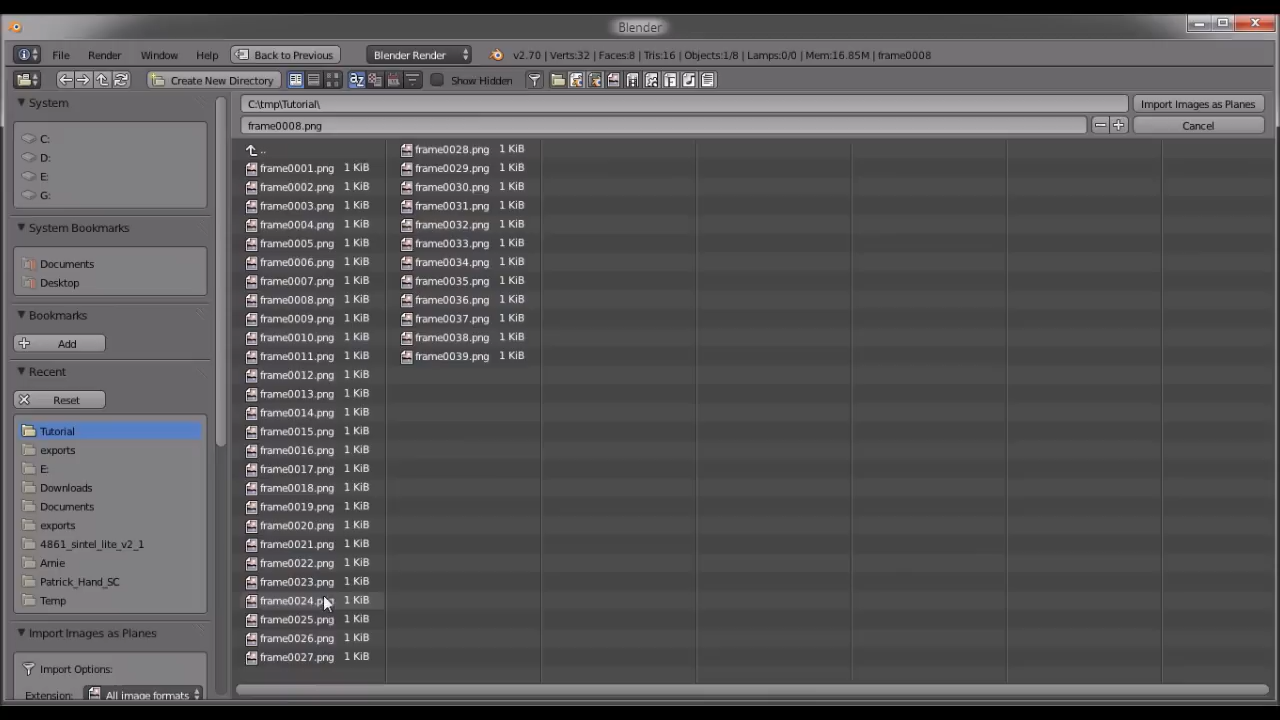 Blender
File Render Window Help Back to Previous Blender Render v2.70 | Verts:32 | Faces:8 | Tris:16 | Objects:1/8 | Lamps:0/0 | Mem:16.85M | frame0008
Create New Directory Show Hidden
System
C:
D:
E:
G:
System Bookmarks
Documents
Desktop
Bookmarks
Add
Recent
Reset
Tutorial
exports
E:
Downloads
Documents
exports
4861_sintel_lite_v2_1
Arnie
Patrick_Hand_SC
Temp
Import Images as Planes
Import Options:
Extension: All image formats
C:\tmp\Tutorial\ Import Images as Planes
frame0008.png Cancel
..
frame0001.png 1 KiB
frame0002.png 1 KiB
frame0003.png 1 KiB
frame0004.png 1 KiB
frame0005.png 1 KiB
frame0006.png 1 KiB
frame0007.png 1 KiB
frame0008.png 1 KiB
frame0009.png 1 KiB
frame0010.png 1 KiB
frame0011.png 1 KiB
frame0012.png 1 KiB
frame0013.png 1 KiB
frame0014.png 1 KiB
frame0015.png 1 KiB
frame0016.png 1 KiB
frame0017.png 1 KiB
frame0018.png 1 KiB
frame0019.png 1 KiB
frame0020.png 1 KiB
frame0021.png 1 KiB
frame0022.png 1 KiB
frame0023.png 1 KiB
frame0024.png 1 KiB
frame0025.png 1 KiB
frame0026.png 1 KiB
frame0027.png 1 KiB
frame0028.png 1 KiB
frame0029.png 1 KiB
frame0030.png 1 KiB
frame0031.png 1 KiB
frame0032.png 1 KiB
frame0033.png 1 KiB
frame0034.png 1 KiB
frame0035.png 1 KiB
frame0036.png 1 KiB
frame0037.png 1 KiB
frame0038.png 1 KiB
frame0039.png 1 KiB